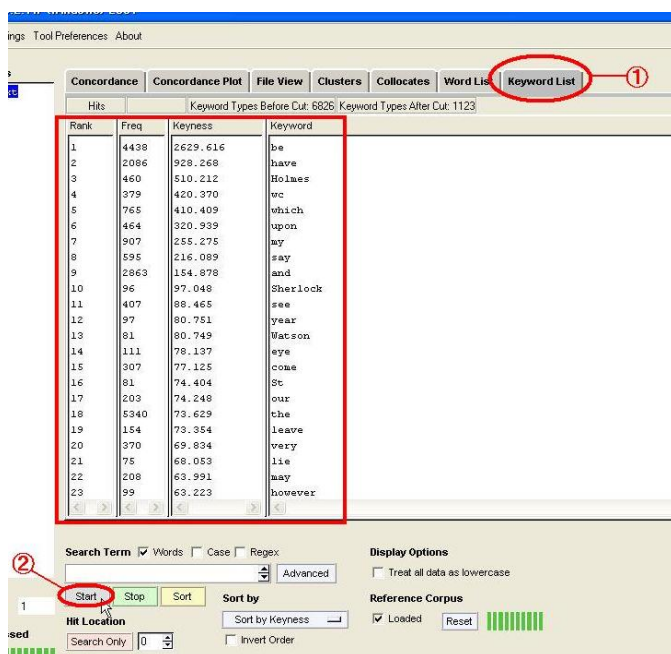 ings Tool Preferences About
Concordance Concordance Plot File View Clusters Collocates Word List Keyword List ①
Hits Keyword Types Before Cut: 6826 Keyword Types After Cut: 1123
Rank Freq Keyness Keyword
1 4438 2629.616 be
2 2086 928.268 have
3 460 510.212 Holmes
4 379 420.370 wc
5 765 410.409 which
6 464 320.939 upon
7 907 255.275 my
8 595 216.089 say
9 2863 154.878 and
10 96 97.048 Sherlock
11 407 88.465 see
12 97 80.751 year
13 81 80.749 Watson
14 111 78.137 eye
15 307 77.125 come
16 81 74.404 St
17 203 74.248 our
18 5340 73.629 the
19 154 73.354 leave
20 370 69.834 very
21 75 68.053 lie
22 208 63.991 may
23 99 63.223 however
Search Term Words Case Regex Display Options
Advanced Treat all data as lowercase
②
Start Stop Sort Sort by Reference Corpus
1 Sort by Keyness Loaded Reset
Hit Location
ssed Search Only 0 Invert Order